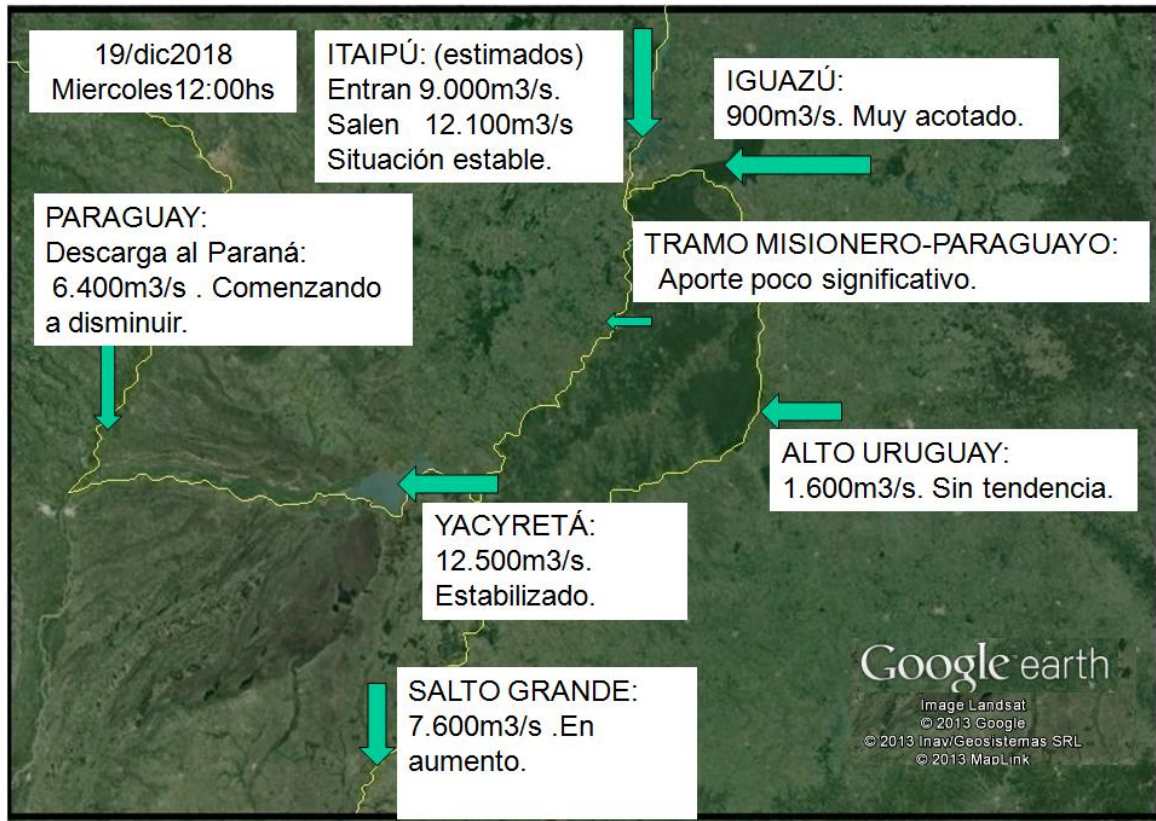 19/dic2018
Miercoles12:00hs
ITAIPÚ: (estimados)
Entran 9.000m3/s.
Salen 12.100m3/s
Situación estable.
IGUAZÚ:
900m3/s. Muy acotado.
PARAGUAY:
Descarga al Paraná:
6.400m3/s . Comenzando
a disminuir.
TRAMO MISIONERO-PARAGUAYO:
Aporte poco significativo.
ALTO URUGUAY:
1.600m3/s. Sin tendencia.
YACYRETÁ:
12.500m3/s.
Estabilizado.
SALTO GRANDE:
7.600m3/s .En
aumento.
Google earth
Image Landsat
© 2013 Google
© 2013 Inav/Geosistemas SRL
© 2013 MapLink